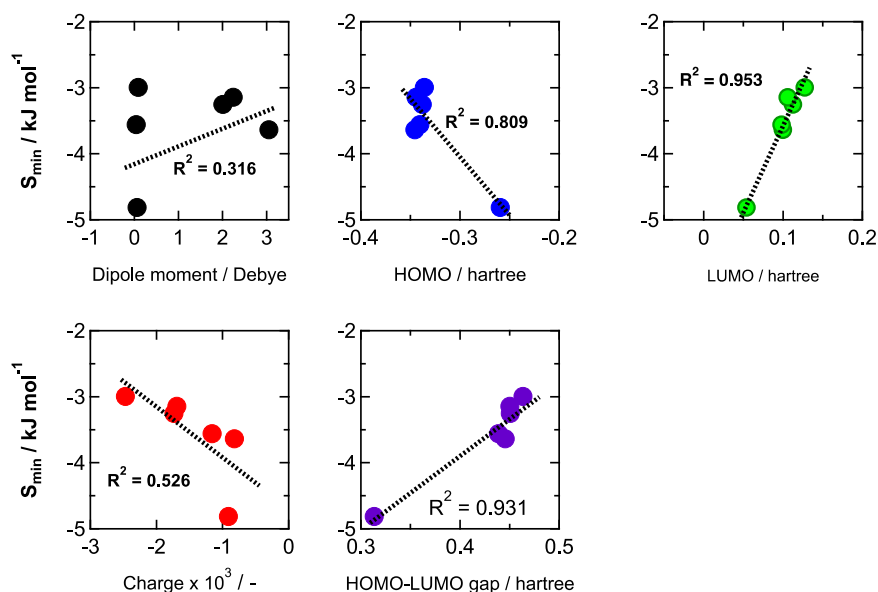 -2
-3
-4
-5
S_min / kJ mol^-1
R^2 = 0.316
-1 0 1 2 3
Dipole moment / Debye
-2
-3
-4
-5
R^2 = 0.809
-0.4 -0.3 -0.2
HOMO / hartree
-2
-3
-4
-5
R^2 = 0.953
0 0.1 0.2
LUMO / hartree
-2
-3
-4
-5
S_min / kJ mol^-1
R^2 = 0.526
-3 -2 -1 0
Charge x 10^3 / -
-2
-3
-4
-5
R^2 = 0.931
0.3 0.4 0.5
HOMO-LUMO gap / hartree